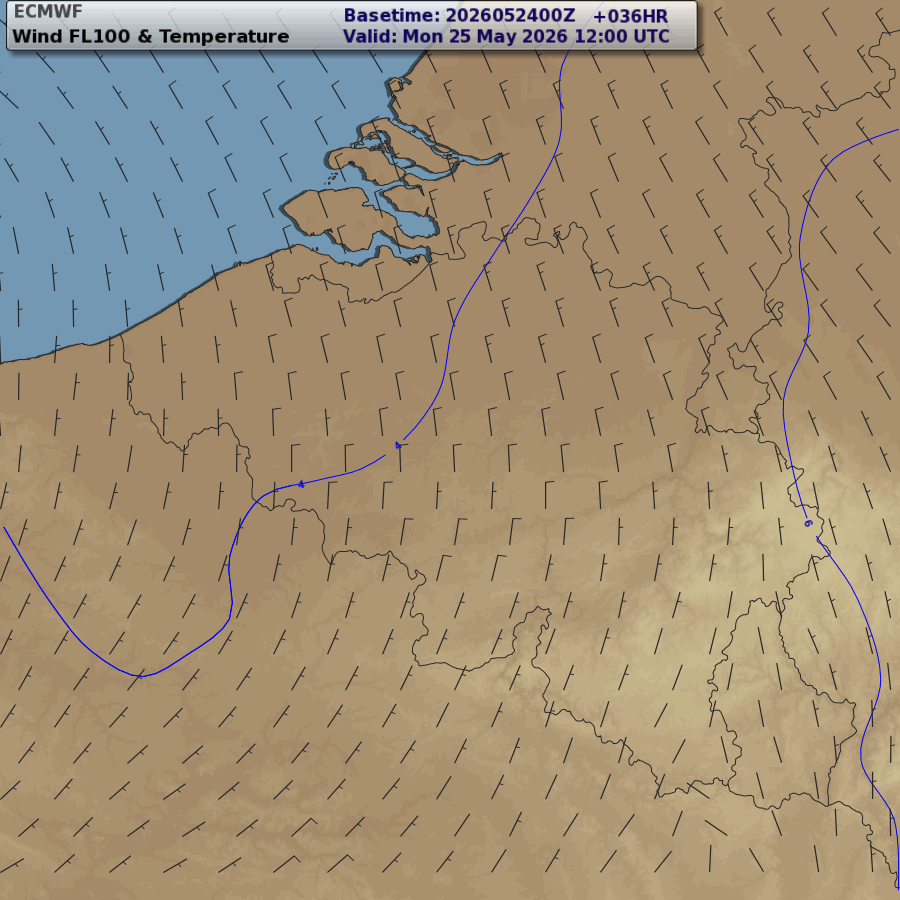 ECMWF
Wind FL100 & Temperature
Basetime: 2026052400Z +036HR
Valid: Mon 25 May 2026 12:00 UTC
4
4
6